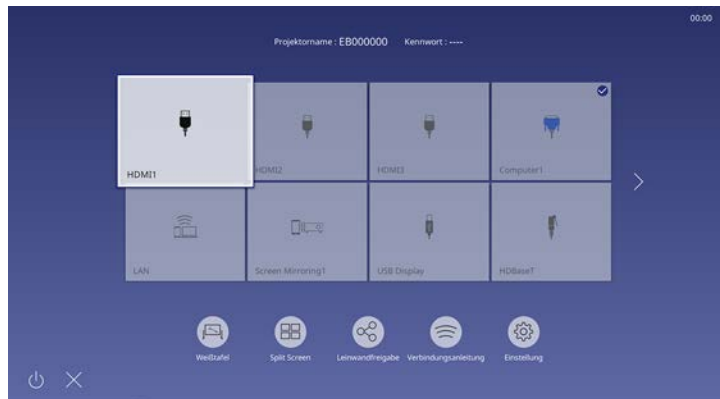 00:00
Projektorname : EB000000 Kennwort : ----
HDMI1 HDMI2 HDMI3 Computer1
LAN Screen Mirroring1 USB Display HDBaseT
Weißtafel Split Screen Leinwandfreigabe Verbindungsanleitung Einstellung